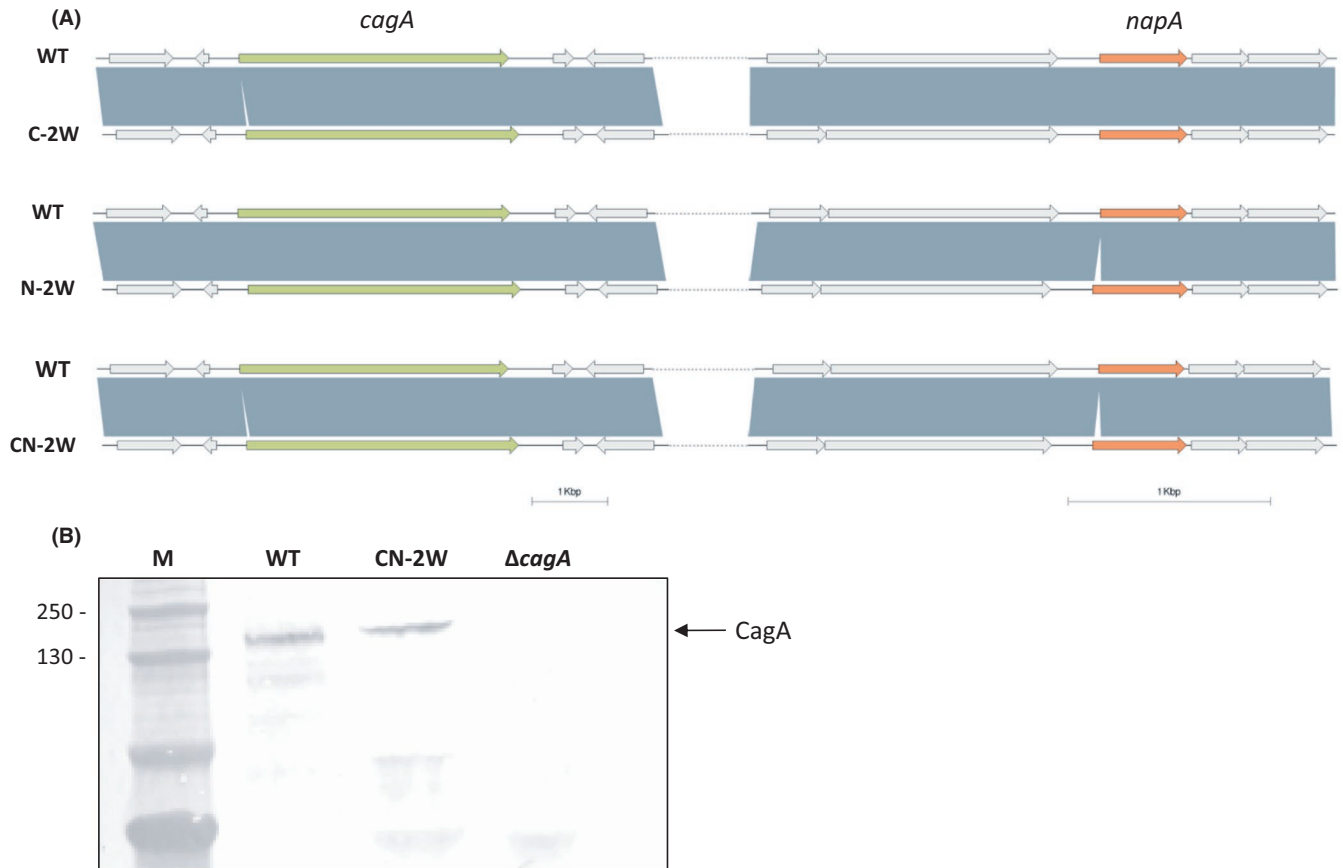 (A)
cagA napA
WT
C-2W
WT
N-2W
WT
CN-2W
1 Kbp 1 Kbp
(B)
M WT CN-2W ΔcagA
250 -
CagA
130 -